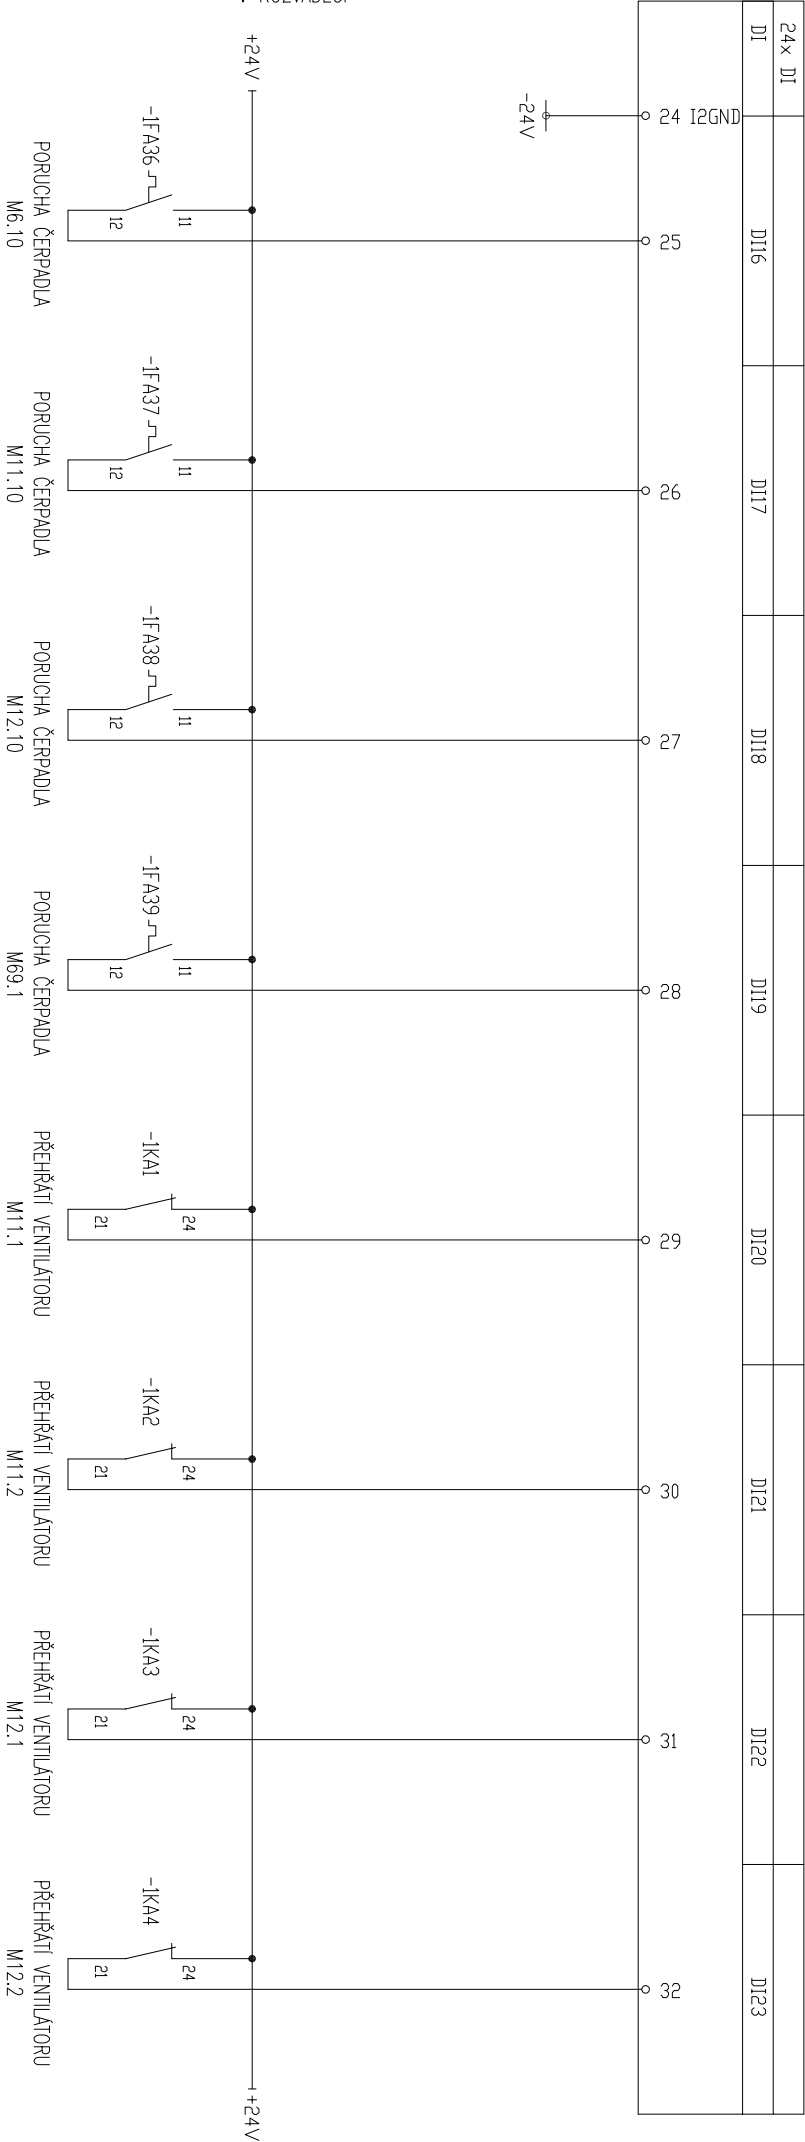 24x DI
DI
DI16
DI17
DI18
DI19
DI20
DI21
DI22
DI23
24 I2GND
25
26
27
28
29
30
31
32
-24V
+24V
+24V
-1FA36
11
12
-1FA37
11
12
-1FA38
11
12
-1FA39
11
12
-1KA1
24
21
-1KA2
24
21
-1KA3
24
21
-1KA4
24
21
PORUCHA ČERPADLA
M6.10
PORUCHA ČERPADLA
M11.10
PORUCHA ČERPADLA
M12.10
PORUCHA ČERPADLA
M69.1
PŘEHŘÁTÍ VENTILÁTORU
M11.1
PŘEHŘÁTÍ VENTILÁTORU
M11.2
PŘEHŘÁTÍ VENTILÁTORU
M12.1
PŘEHŘÁTÍ VENTILÁTORU
M12.2